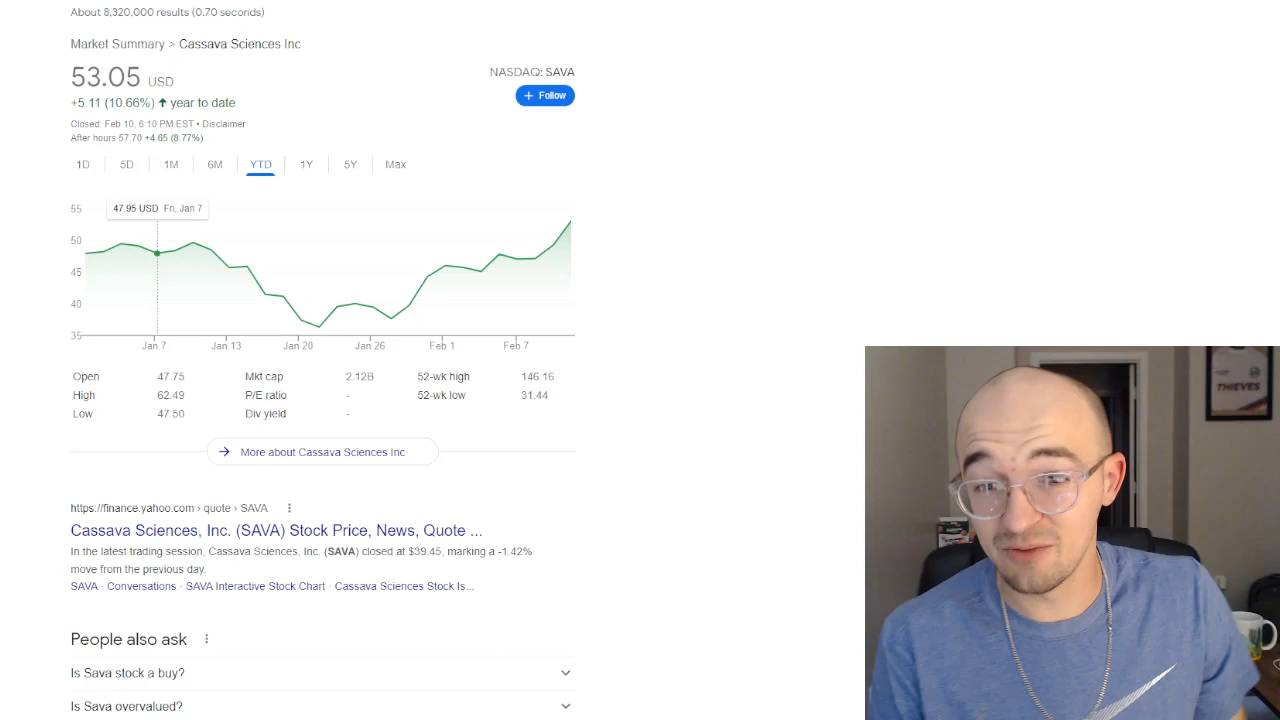 About 8,320,000 results (0.70 seconds)
Market Summary > Cassava Sciences Inc
53.05 USD
NASDAQ: SAVA
+5.11 (10.66%) ↑ year to date
+ Follow
Closed: Feb 10, 6:10 PM EST • Disclaimer
After hours 57.70 +4.65 (8.77%)
1D 5D 1M 6M YTD 1Y 5Y Max
47.95 USD Fri, Jan 7
55
50
45
40
35
Jan 7 Jan 13 Jan 20 Jan 26 Feb 1 Feb 7
Open 47.75 Mkt cap 2.12B 52-wk high 146.16
High 62.49 P/E ratio - 52-wk low 31.44
Low 47.50 Div yield -
→ More about Cassava Sciences Inc
https://finance.yahoo.com › quote › SAVA
Cassava Sciences, Inc. (SAVA) Stock Price, News, Quote ...
In the latest trading session, Cassava Sciences, Inc. (SAVA) closed at $39.45, marking a -1.42%
move from the previous day.
SAVA · Conversations · SAVA Interactive Stock Chart · Cassava Sciences Stock Is...
People also ask
Is Sava stock a buy?
Is Sava overvalued?
THIEVES